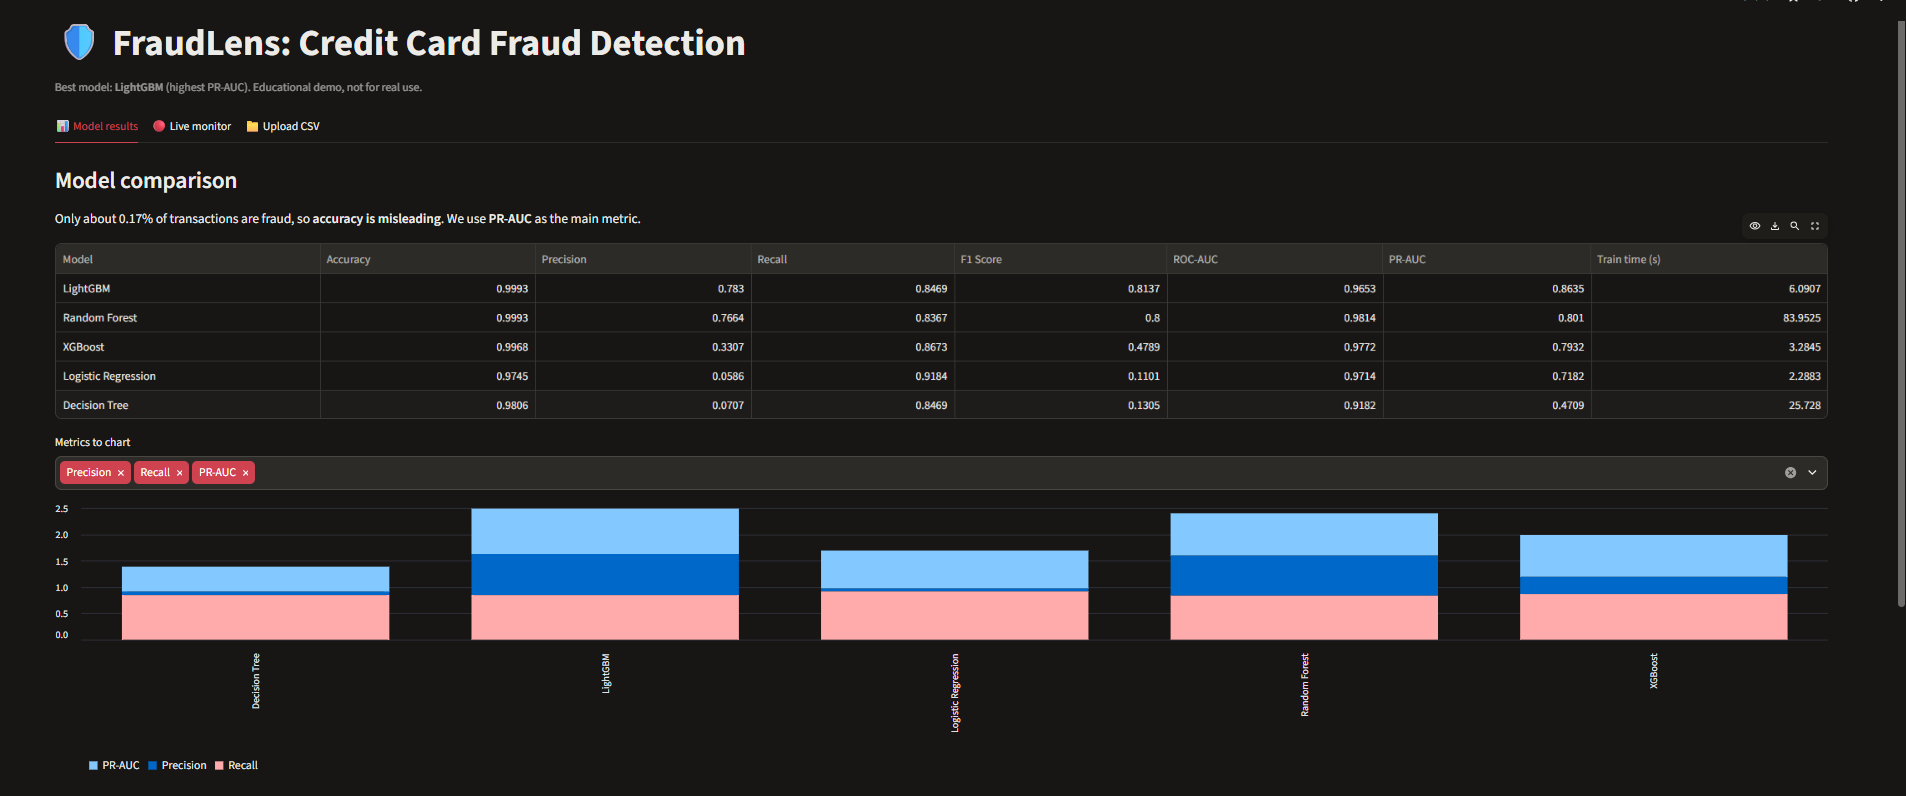 FraudLens: Credit Card Fraud Detection
Best model: LightGBM (highest PR-AUC). Educational demo, not for real use.
Model results Live monitor Upload CSV
Model comparison
Only about 0.17% of transactions are fraud, so accuracy is misleading. We use PR-AUC as the main metric.
Model Accuracy Precision Recall F1 Score ROC-AUC PR-AUC Train time (s)
LightGBM 0.9993 0.783 0.8469 0.8137 0.9653 0.8635 6.0907
Random Forest 0.9993 0.7664 0.8367 0.8 0.9814 0.801 83.9525
XGBoost 0.9968 0.3307 0.8673 0.4789 0.9772 0.7932 3.2845
Logistic Regression 0.9745 0.0586 0.9184 0.1101 0.9714 0.7182 2.2883
Decision Tree 0.9806 0.0707 0.8469 0.1305 0.9182 0.4709 25.728
Metrics to chart
Precision × Recall × PR-AUC ×
2.5
2.0
1.5
1.0
0.5
0.0
Decision Tree
LightGBM
Logistic Regression
Random Forest
XGBoost
PR-AUC Precision Recall